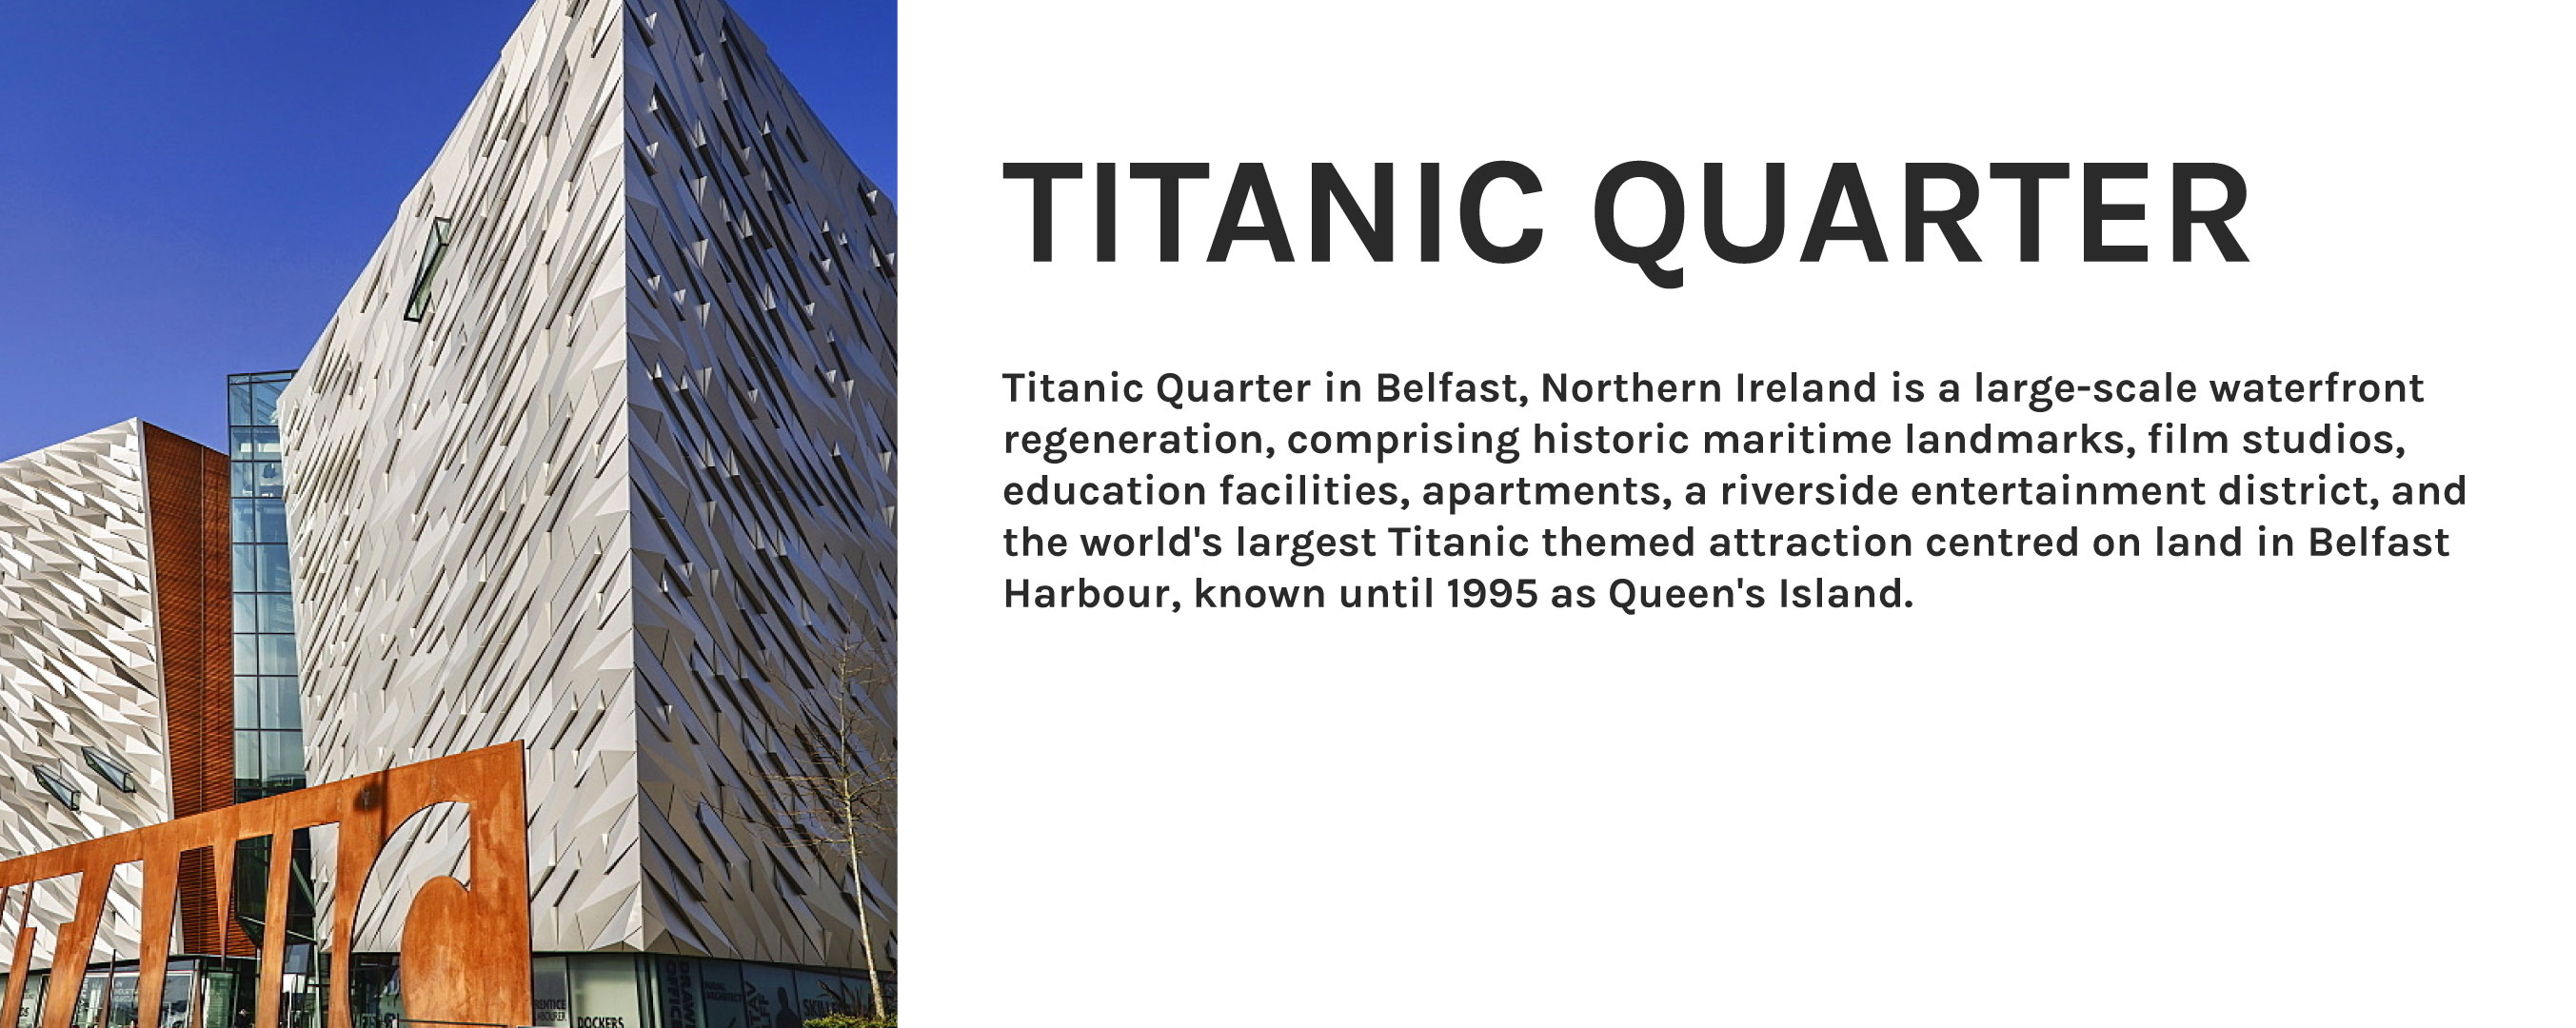 TITANIC QUARTER
Titanic Quarter in Belfast, Northern Ireland is a large-scale waterfront
regeneration, comprising historic maritime landmarks, film studios,
education facilities, apartments, a riverside entertainment district, and
the world's largest Titanic themed attraction centred on land in Belfast
Harbour, known until 1995 as Queen's Island.
DOCKERS